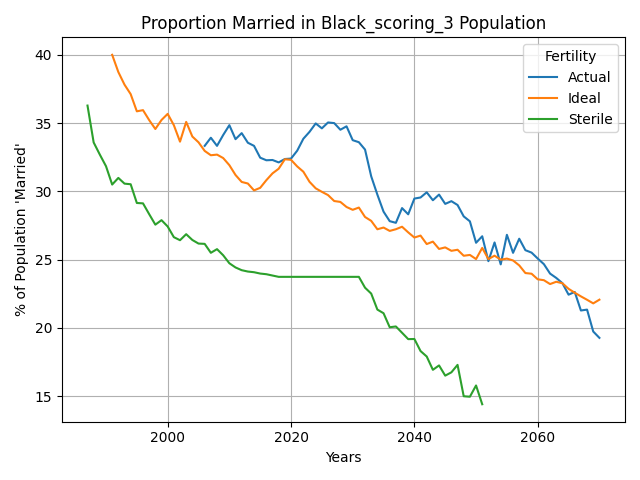 Proportion Married in Black_scoring_3 Population
Fertility
Actual
Ideal
Sterile
% of Population 'Married'
40
35
30
25
20
15
2000
2020
2040
2060
Years